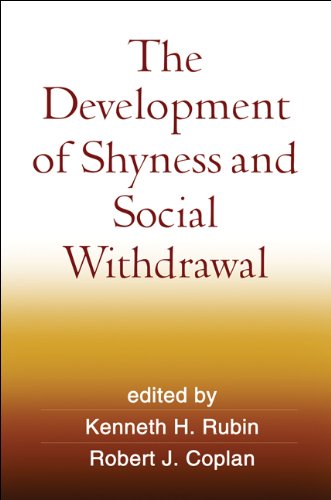 The
Development
of Shyness and
Social
Withdrawal
edited by
Kenneth H. Rubin
Robert J. Coplan